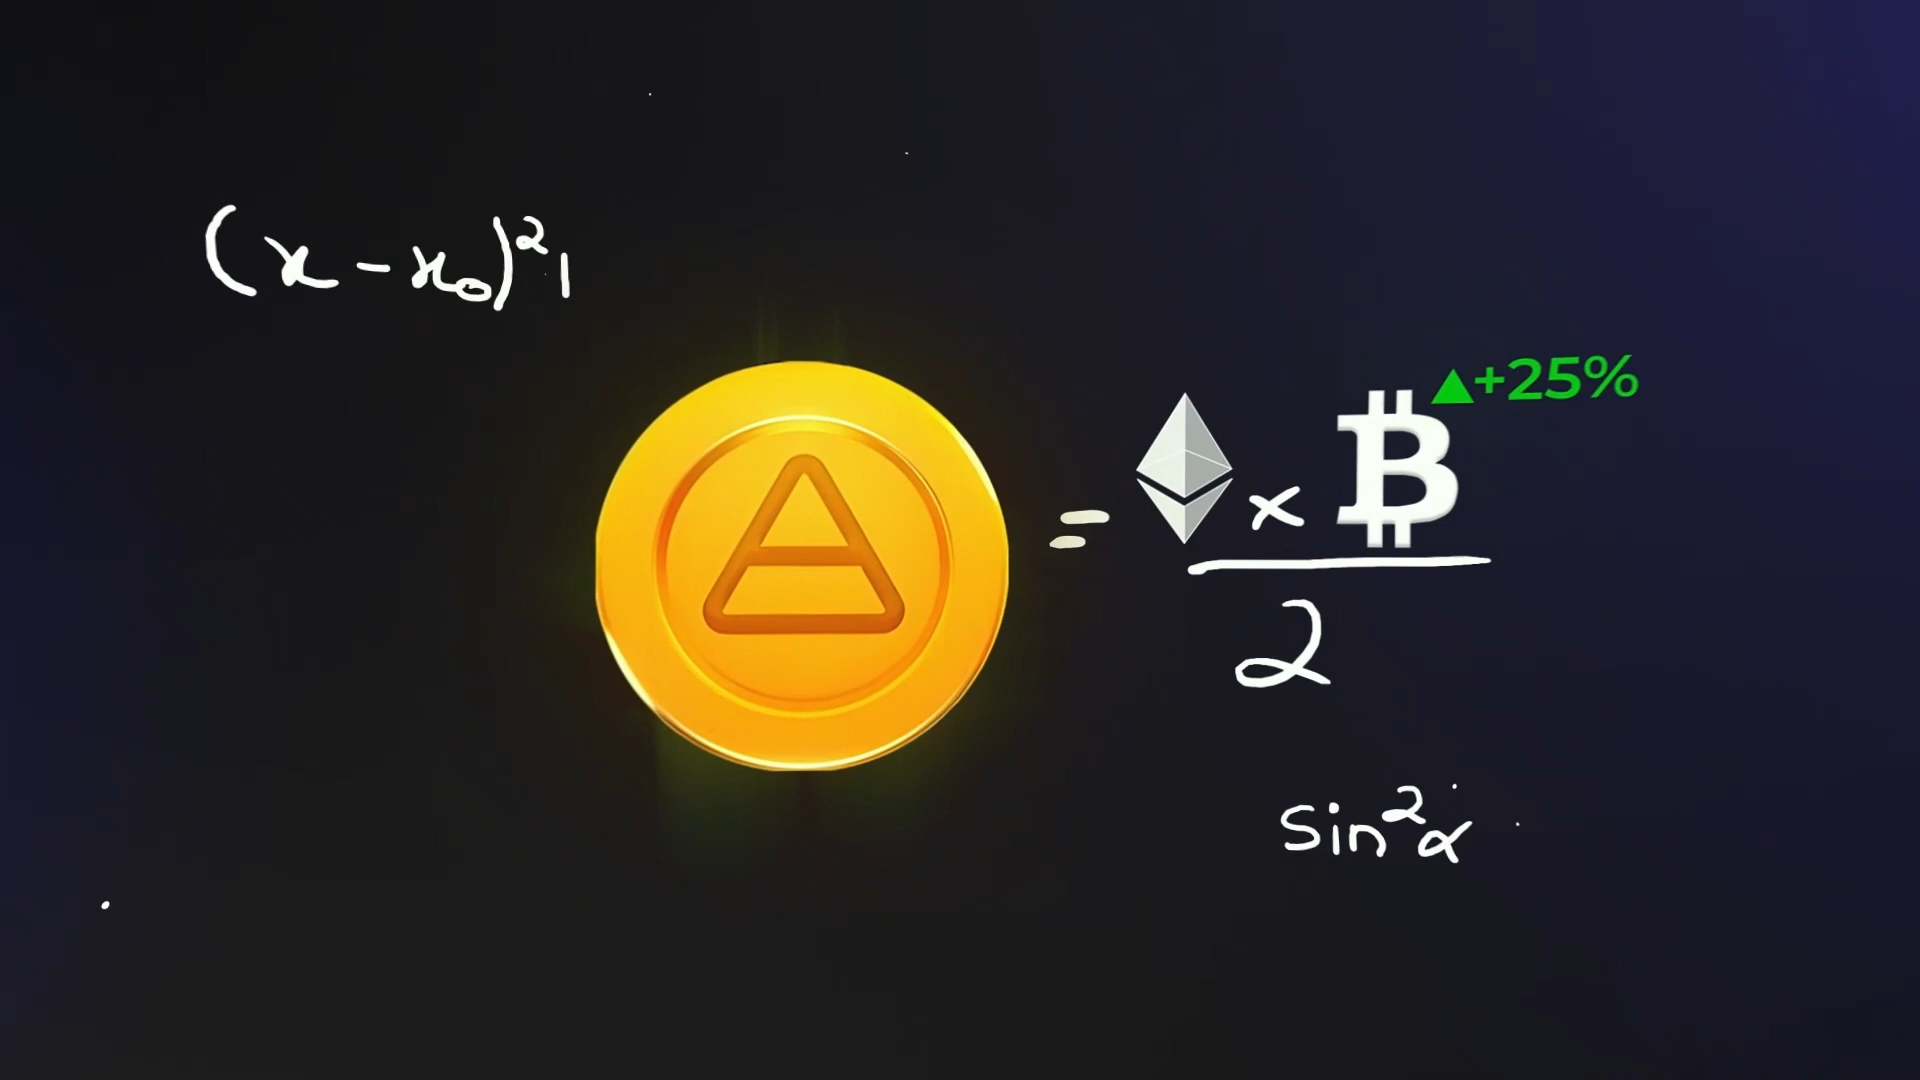 (x - x₀)² |
+25%
= x
2
sin²α